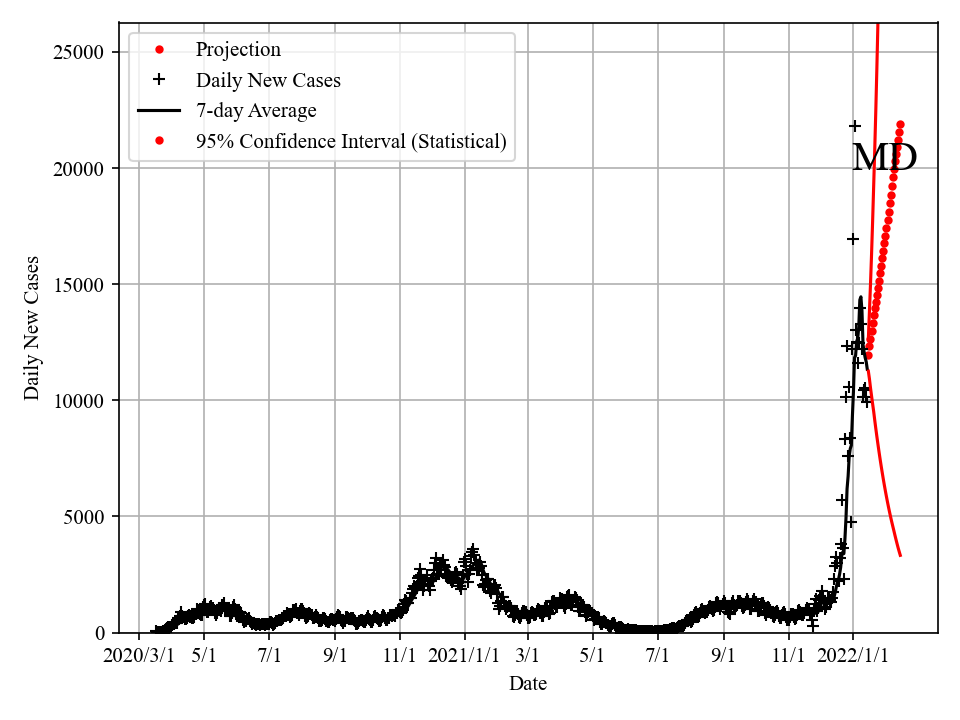 25000
20000
15000
10000
5000
0
Daily New Cases
Projection
Daily New Cases
7-day Average
95% Confidence Interval (Statistical)
MD
2020/3/1 5/1 7/1 9/1 11/1 2021/1/1 3/1 5/1 7/1 9/1 11/1 2022/1/1
Date